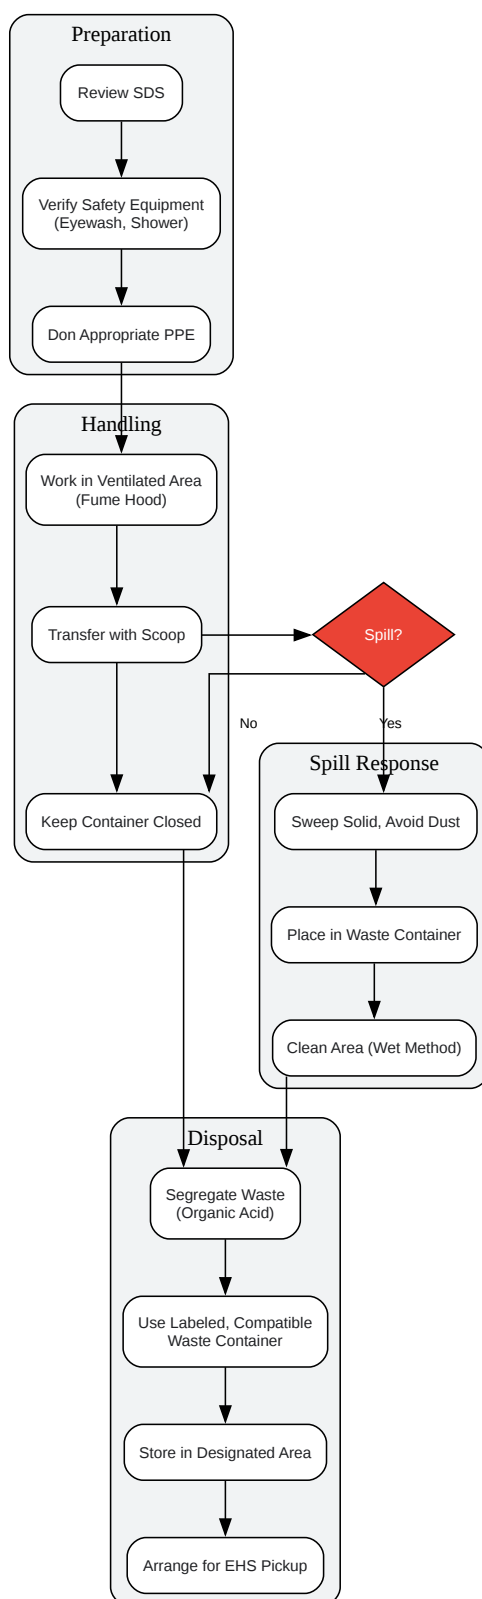 Preparation
Review SDS
Verify Safety Equipment
(Eyewash, Shower)
Don Appropriate PPE
Handling
Work in Ventilated Area
(Fume Hood)
Transfer with Scoop
Spill?
No
Yes
Keep Container Closed
Spill Response
Sweep Solid, Avoid Dust
Place in Waste Container
Clean Area (Wet Method)
Disposal
Segregate Waste
(Organic Acid)
Use Labeled, Compatible
Waste Container
Store in Designated Area
Arrange for EHS Pickup